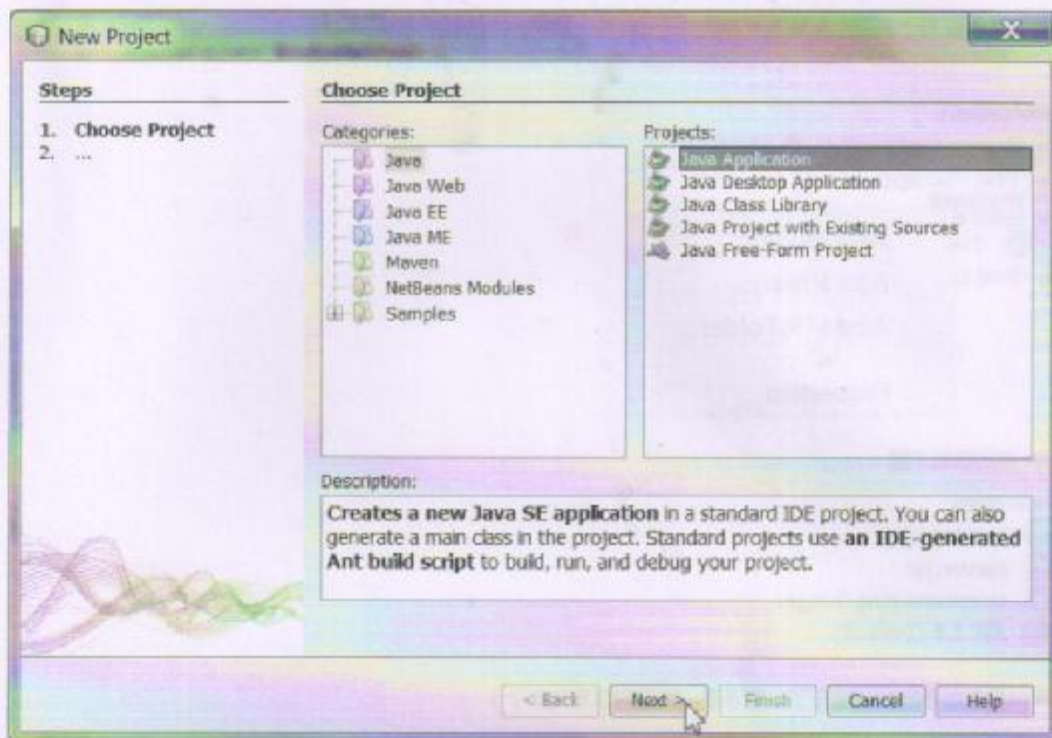 New Project
X
Steps
1. Choose Project
2. ...
Choose Project
Categories:
Java
Java Web
Java EE
Java ME
Maven
NetBeans Modules
Samples
Projects:
Java Application
Java Desktop Application
Java Class Library
Java Project with Existing Sources
Java Free-Form Project
Description:
Creates a new Java SE application in a standard IDE project. You can also
generate a main class in the project. Standard projects use an IDE-generated
Ant build script to build, run, and debug your project.
< Back
Next >
Finish
Cancel
Help